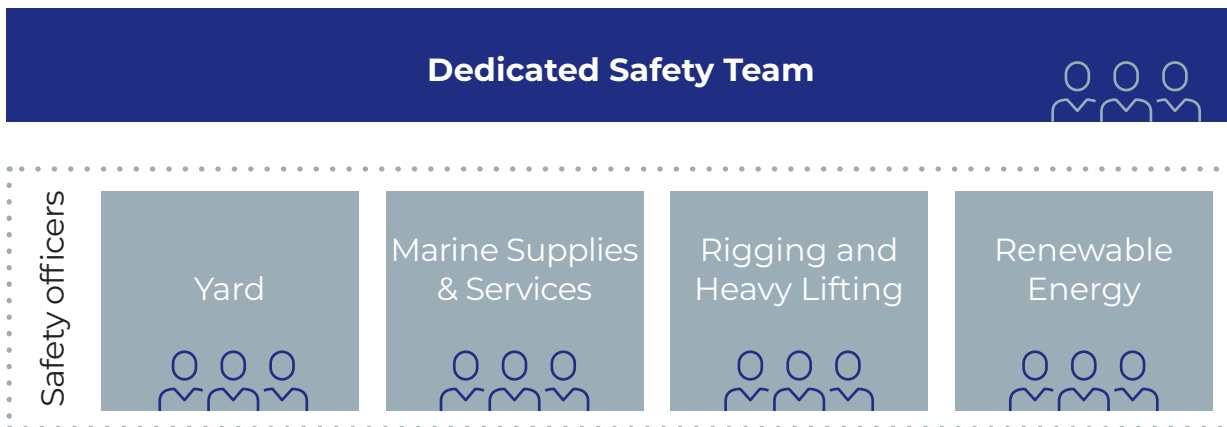 Dedicated Safety Team
Safety officers
Yard
Marine Supplies
& Services
Rigging and
Heavy Lifting
Renewable
Energy